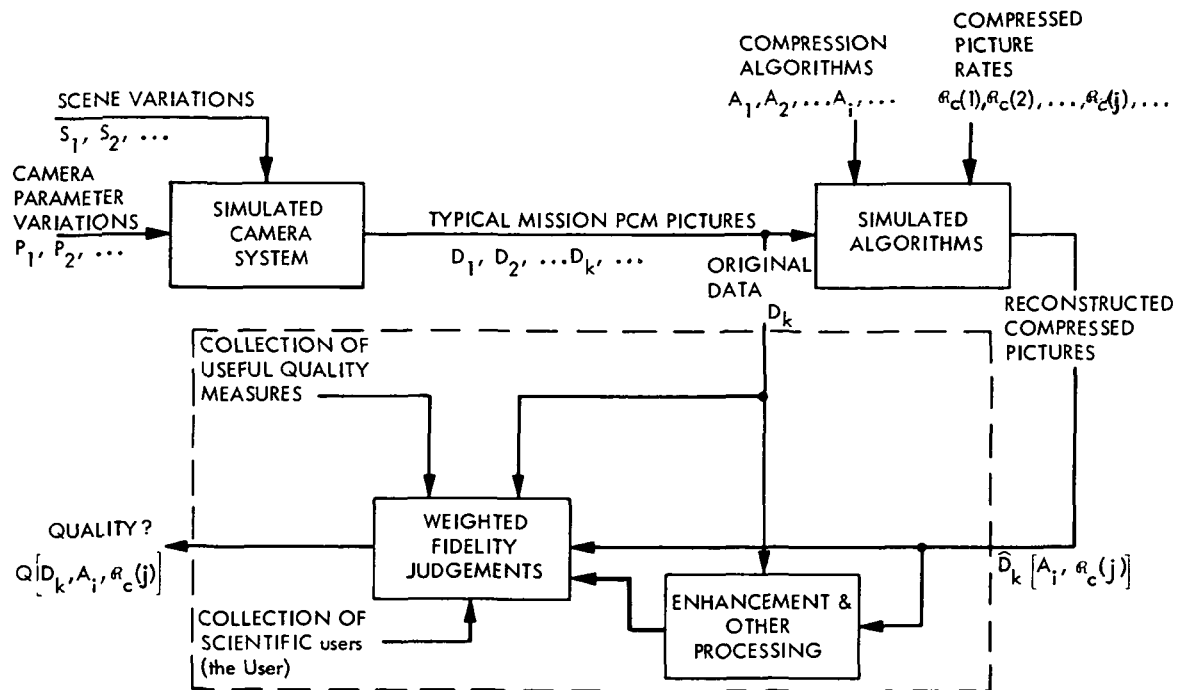 COMPRESSION
ALGORITHMS
A₁, A₂, ...Aᵢ, ...
COMPRESSED
PICTURE
RATES
ℛc(1),ℛc(2), ...,ℛc(j), ...
SCENE VARIATIONS
S₁, S₂, ...
CAMERA
PARAMETER
VARIATIONS
P₁, P₂, ...
SIMULATED
CAMERA
SYSTEM
TYPICAL MISSION PCM PICTURES
D₁, D₂, ...Dₖ, ...
SIMULATED
ALGORITHMS
ORIGINAL
DATA
Dₖ
RECONSTRUCTED
COMPRESSED
PICTURES
COLLECTION OF
USEFUL QUALITY
MEASURES
QUALITY?
Q[Dₖ, Aᵢ, ℛc(j)]
WEIGHTED
FIDELITY
JUDGEMENTS
D̂ₖ [Aᵢ, ℛc(j)]
ENHANCEMENT &
OTHER
PROCESSING
COLLECTION OF
SCIENTIFIC users
(the User)